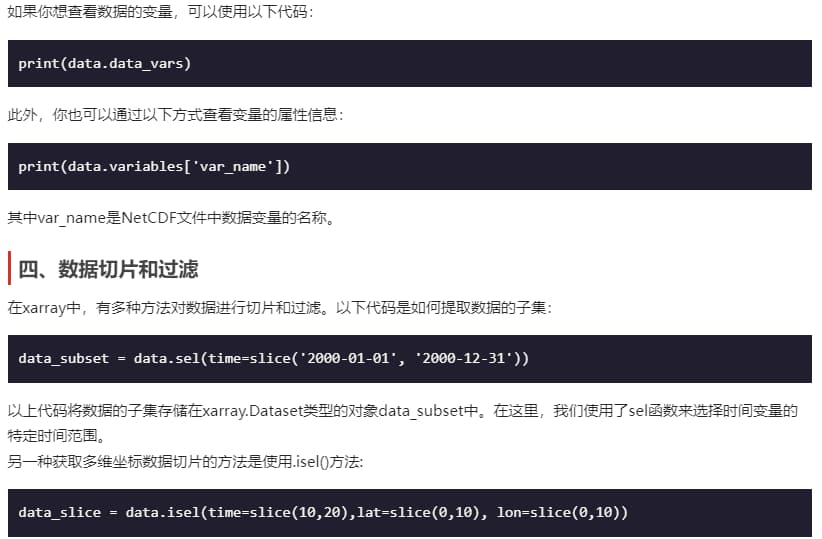 如果你想查看数据的变量，可以使用以下代码：
print(data.data_vars)
此外，你也可以通过以下方式查看变量的属性信息：
print(data.variables['var_name'])
其中var_name是NetCDF文件中数据变量的名称。
四、数据切片和过滤
在xarray中，有多种方法对数据进行切片和过滤。以下代码是如何提取数据的子集：
data_subset = data.sel(time=slice('2000-01-01', '2000-12-31'))
以上代码将数据的子集存储在xarray.Dataset类型的对象data_subset中。在这里，我们使用了sel函数来选择时间变量的
特定时间范围。
另一种获取多维坐标数据切片的方法是使用.isel()方法:
data_slice = data.isel(time=slice(10,20),lat=slice(0,10), lon=slice(0,10))